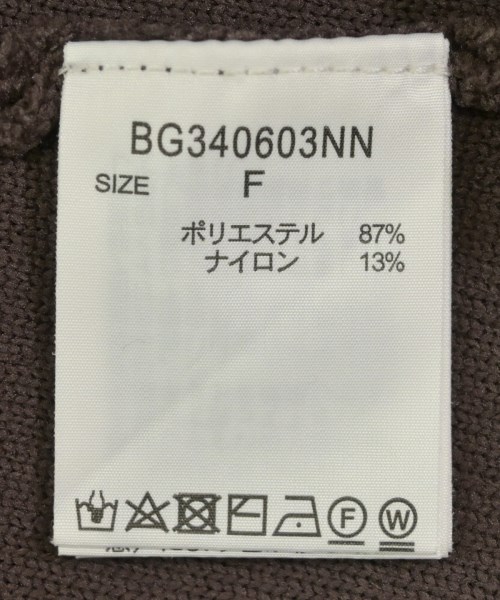 BG340603NN
SIZE F
ポリエステル 87%
ナイロン 13%
F W